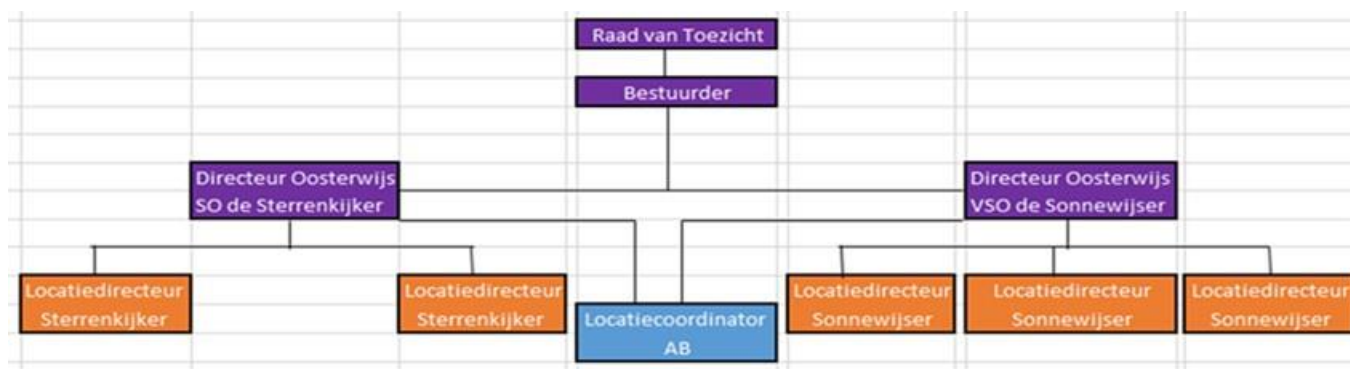 Raad van Toezicht
Bestuurder
Directeur Oosterwijs
SO de Sterrenkijker
Directeur Oosterwijs
VSO de Sonnewijser
Locatiedirecteur
Sterrenkijker
Locatiedirecteur
Sterrenkijker
Locatiecoordinator
AB
Locatiedirecteur
Sonnewijser
Locatiedirecteur
Sonnewijser
Locatiedirecteur
Sonnewijser